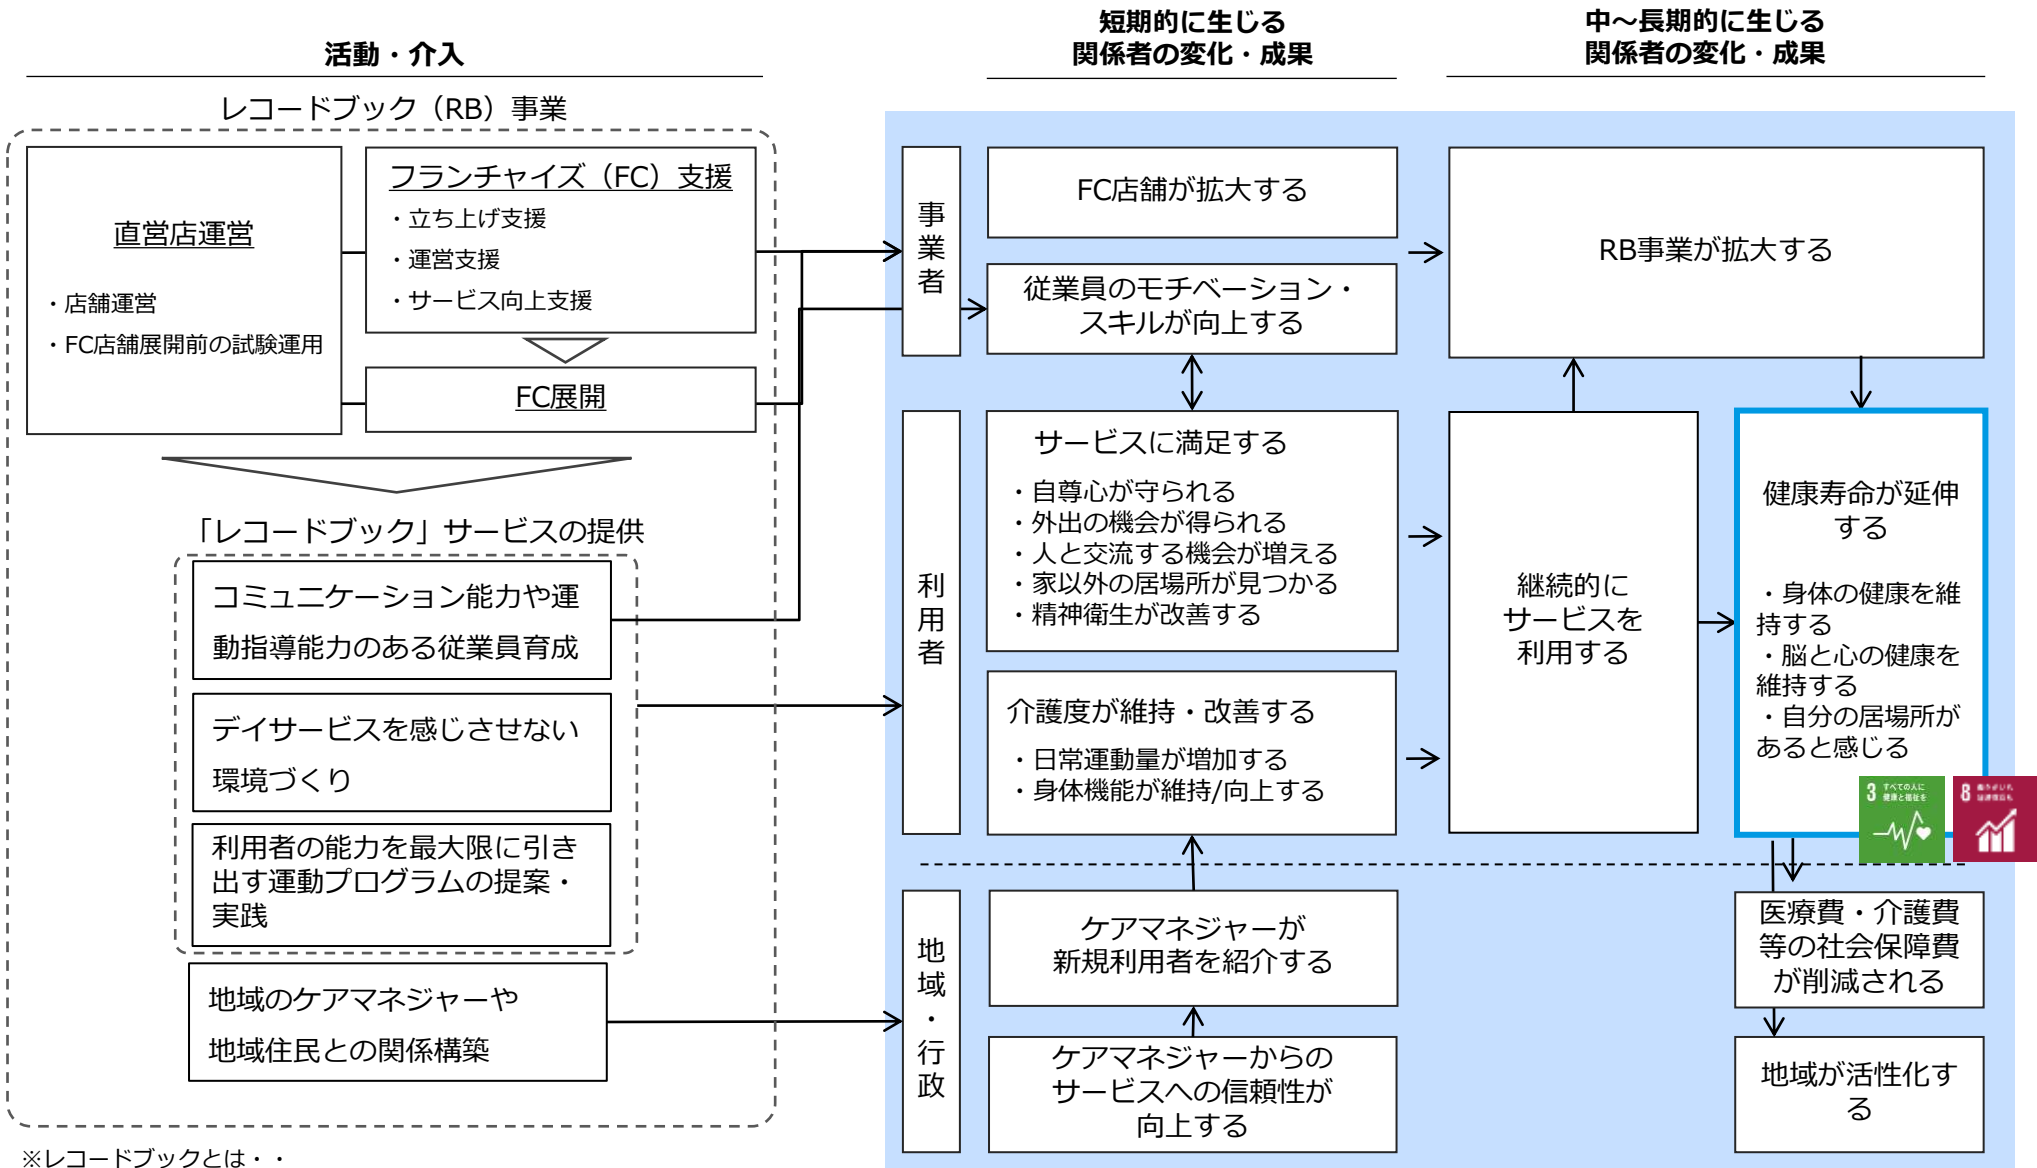 活動・介入
短期的に生じる
関係者の変化・成果
中～長期的に生じる
関係者の変化・成果
レコードブック（RB）事業
直営店運営
・店舗運営
・FC店舗展開前の試験運用
フランチャイズ（FC）支援
・立ち上げ支援
・運営支援
・サービス向上支援
FC展開
「レコードブック」サービスの提供
コミュニケーション能力や運
動指導能力のある従業員育成
デイサービスを感じさせない
環境づくり
利用者の能力を最大限に引き
出す運動プログラムの提案・
実践
地域のケアマネジャーや
地域住民との関係構築
事業者
FC店舗が拡大する
従業員のモチベーション・
スキルが向上する
RB事業が拡大する
利用者
サービスに満足する
・自尊心が守られる
・外出の機会が得られる
・人と交流する機会が増える
・家以外の居場所が見つかる
・精神衛生が改善する
介護度が維持・改善する
・日常運動量が増加する
・身体機能が維持/向上する
継続的に
サービスを
利用する
健康寿命が延伸
する
・身体の健康を維
持する
・脳と心の健康を
維持する
・自分の居場所が
あると感じる
3 すべての人に
健康と福祉を
8 働きがいも
経済成長も
地域・行政
ケアマネジャーが
新規利用者を紹介する
ケアマネジャーからの
サービスへの信頼性が
向上する
医療費・介護費
等の社会保障費
が削減される
地域が活性化す
る
※レコードブックとは・・